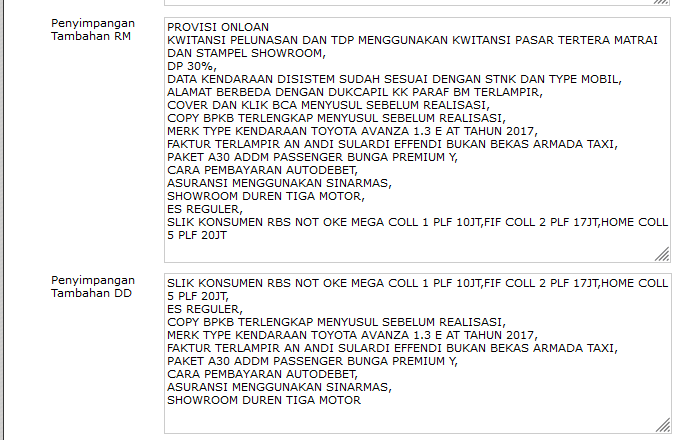 Penyimpangan
Tambahan RM
PROVISI ONLOAN
KWITANSI PELUNASAN DAN TDP MENGGUNAKAN KWITANSI PASAR TERTERA MATRAI
DAN STAMPEL SHOWROOM,
DP 30%,
DATA KENDARAAN DISISTEM SUDAH SESUAI DENGAN STNK DAN TYPE MOBIL,
ALAMAT BERBEDA DENGAN DUKCAPIL KK PARAF BM TERLAMPIR,
COVER DAN KLIK BCA MENYUSUL SEBELUM REALISASI,
COPY BPKB TERLENGKAP MENYUSUL SEBELUM REALISASI,
MERK TYPE KENDARAAN TOYOTA AVANZA 1.3 E AT TAHUN 2017,
FAKTUR TERLAMPIR AN ANDI SULARDI EFFENDI BUKAN BEKAS ARMADA TAXI,
PAKET A30 ADDM PASSENGER BUNGA PREMIUM Y,
CARA PEMBAYARAN AUTODEBET,
ASURANSI MENGGUNAKAN SINARMAS,
SHOWROOM DUREN TIGA MOTOR,
ES REGULER,
SLIK KONSUMEN RBS NOT OKE MEGA COLL 1 PLF 10JT,FIF COLL 2 PLF 17JT,HOME COLL
5 PLF 20JT
Penyimpangan
Tambahan DD
SLIK KONSUMEN RBS NOT OKE MEGA COLL 1 PLF 10JT,FIF COLL 2 PLF 17JT,HOME COLL
5 PLF 20JT,
ES REGULER,
COPY BPKB TERLENGKAP MENYUSUL SEBELUM REALISASI,
MERK TYPE KENDARAAN TOYOTA AVANZA 1.3 E AT TAHUN 2017,
FAKTUR TERLAMPIR AN ANDI SULARDI EFFENDI BUKAN BEKAS ARMADA TAXI,
PAKET A30 ADDM PASSENGER BUNGA PREMIUM Y,
CARA PEMBAYARAN AUTODEBET,
ASURANSI MENGGUNAKAN SINARMAS,
SHOWROOM DUREN TIGA MOTOR